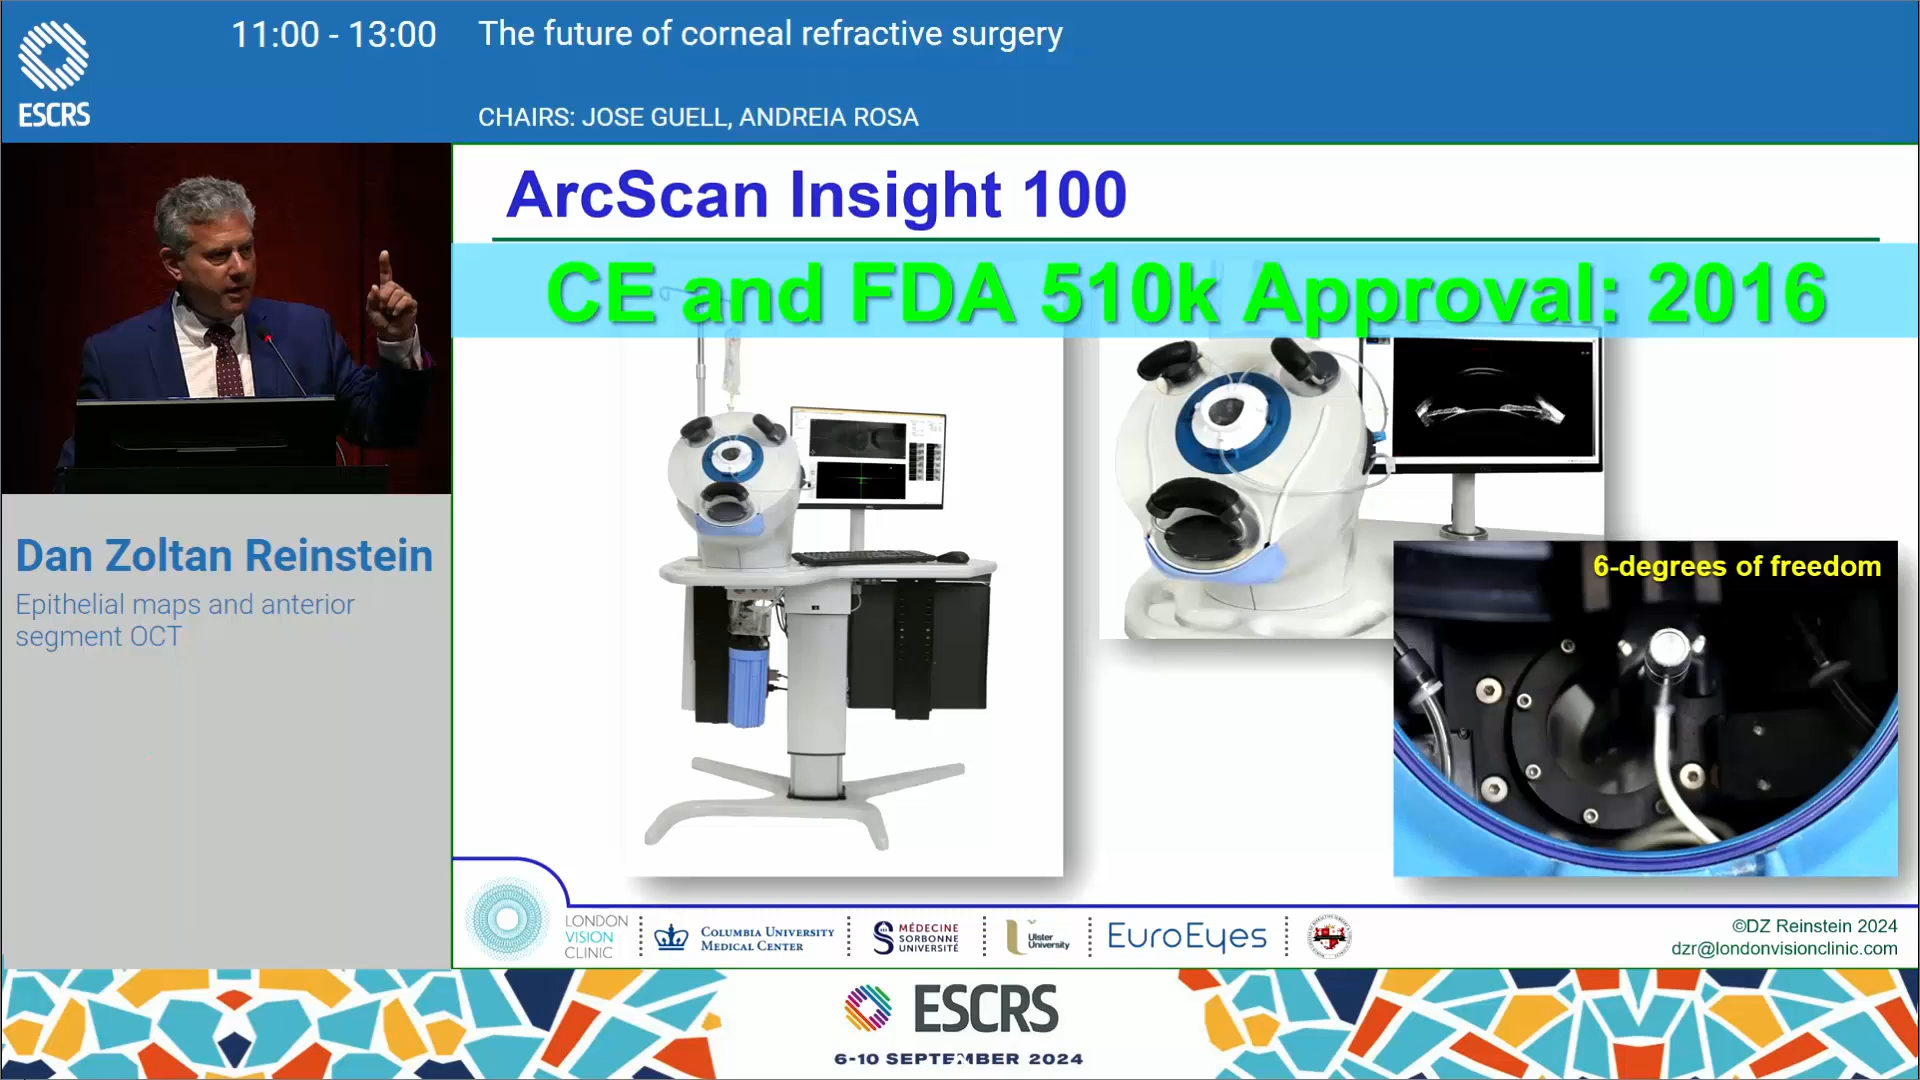 11:00 - 13:00
The future of corneal refractive surgery
ESCRS
CHAIRS: JOSE GUELL, ANDREIA ROSA
ArcScan Insight 100
CE and FDA 510k Approval: 2016
6-degrees of freedom
Dan Zoltan Reinstein
Epithelial maps and anterior
segment OCT
LONDON
VISION
CLINIC
COLUMBIA UNIVERSITY
MEDICAL CENTER
MÉDECINE
SORBONNE
UNIVERSITÉ
Ulster
University
EuroEyes
©DZ Reinstein 2024
dzr@londonvisionclinic.com
ESCRS
6-10 SEPTEMBER 2024